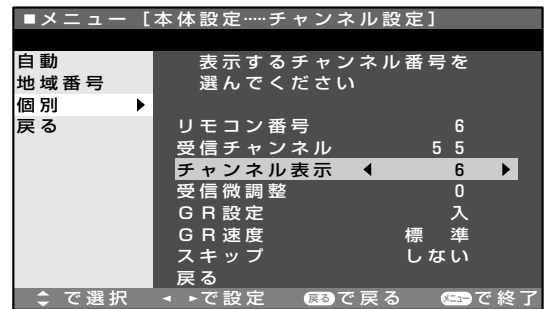 ■メニュー [本体設定……チャンネル設定]
自動
地域番号
個別 ▶
戻る
表示するチャンネル番号を
選んでください
リモコン番号 6
受信チャンネル 55
チャンネル表示 ◀ 6 ▶
受信微調整 0
GR設定 入
GR速度 標準
スキップ しない
戻る
で選択 ◀ ▶で設定 戻るで戻る メニューで終了